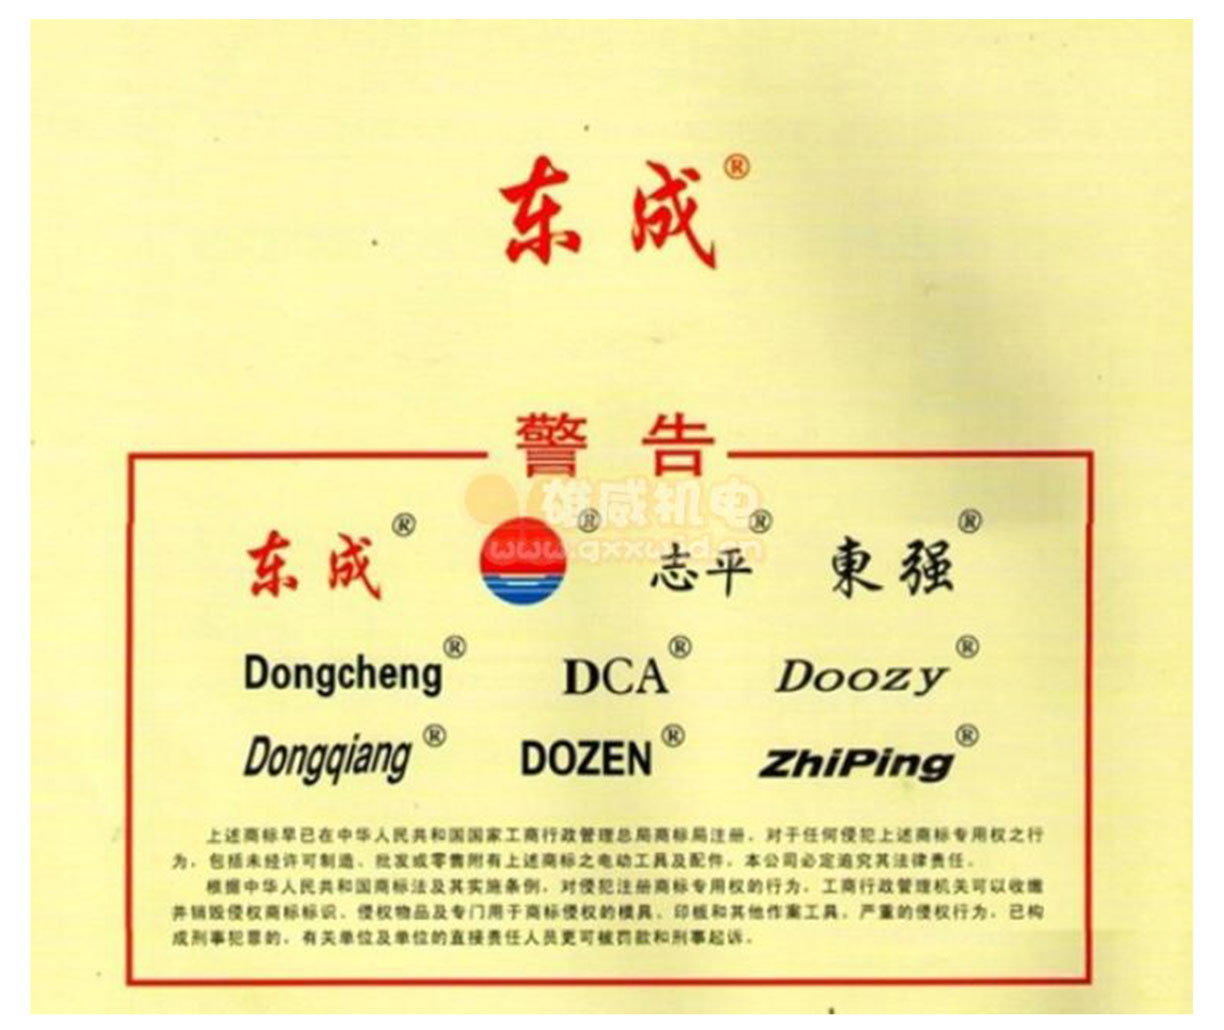 东成®
警告
雄威机电
www.gxxwjd.cn
东成® ® 志平® 東强®
Dongcheng® DCA® Doozy®
Dongqiang® DOZEN® ZhiPing®
上述商标早已在中华人民共和国国家工商行政管理总局商标局注册。对于任何侵犯上述商标专用权之行
为，包括未经许可制造、批发或零售附有上述商标之电动工具及配件，本公司必定追究其法律责任。
根据中华人民共和国商标法及其实施条例，对侵犯注册商标专用权的行为，工商行政管理机关可以收缴
并销毁侵权商标标识、侵权物品及专门用于商标侵权的模具、印板和其他作案工具。严重的侵权行为，已构
成刑事犯罪的，有关单位及单位的直接责任人员更可被罚款和刑事起诉。